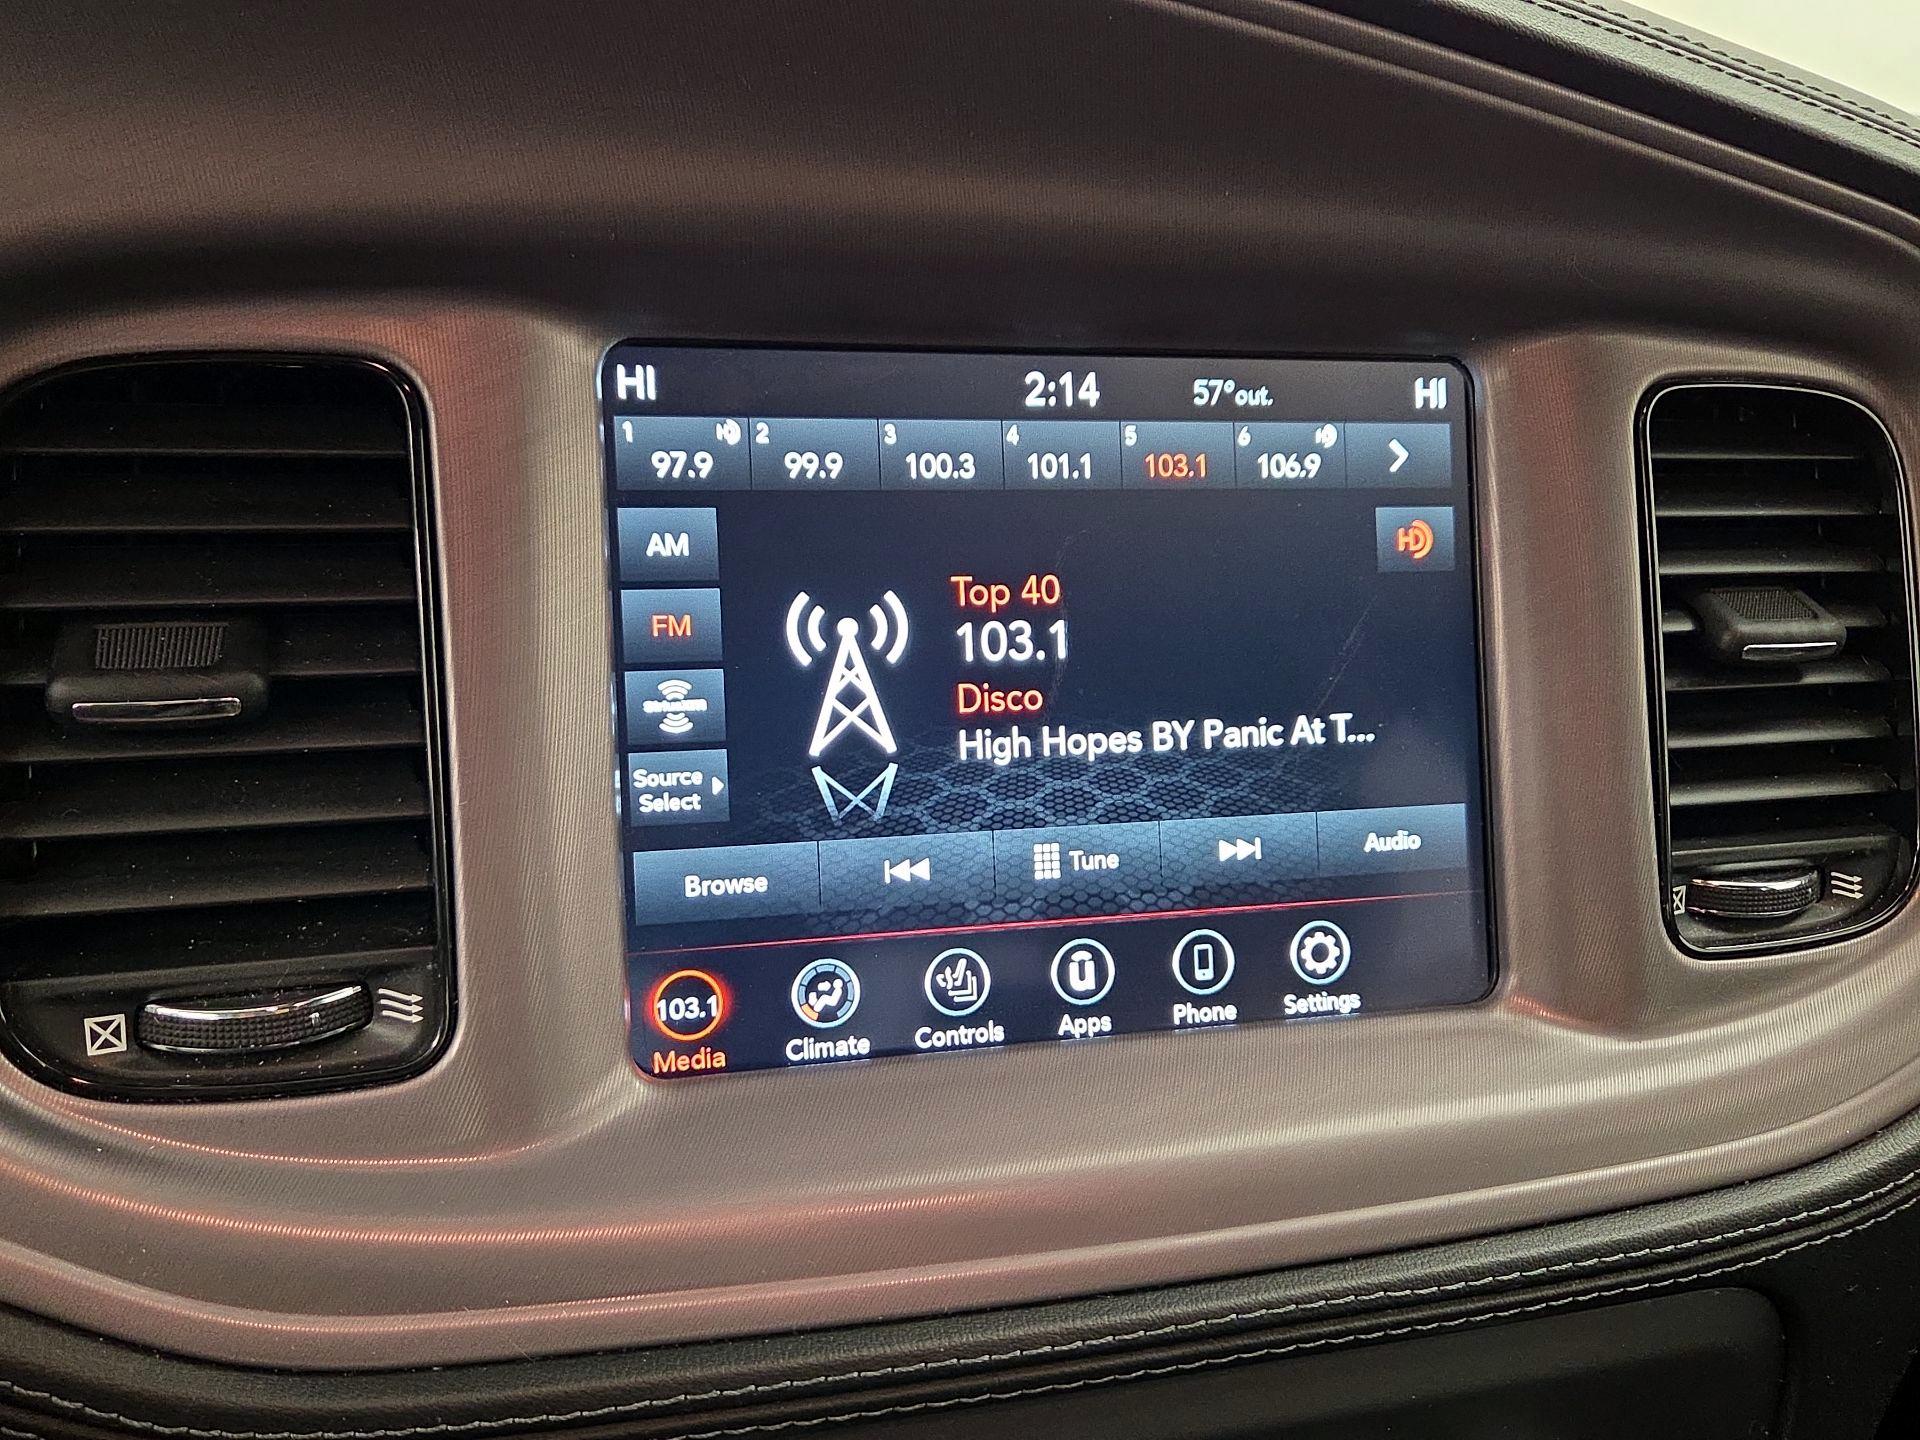 HI 2:14 57°out. HI
1 2 3 4 5 6
97.9 99.9 100.3 101.1 103.1 106.9
AM
HD
FM
Top 40
103.1
SiriusXM
Disco
High Hopes BY Panic At T...
Source
Select
Browse Tune Audio
103.1
Media Climate Controls Apps Phone Settings